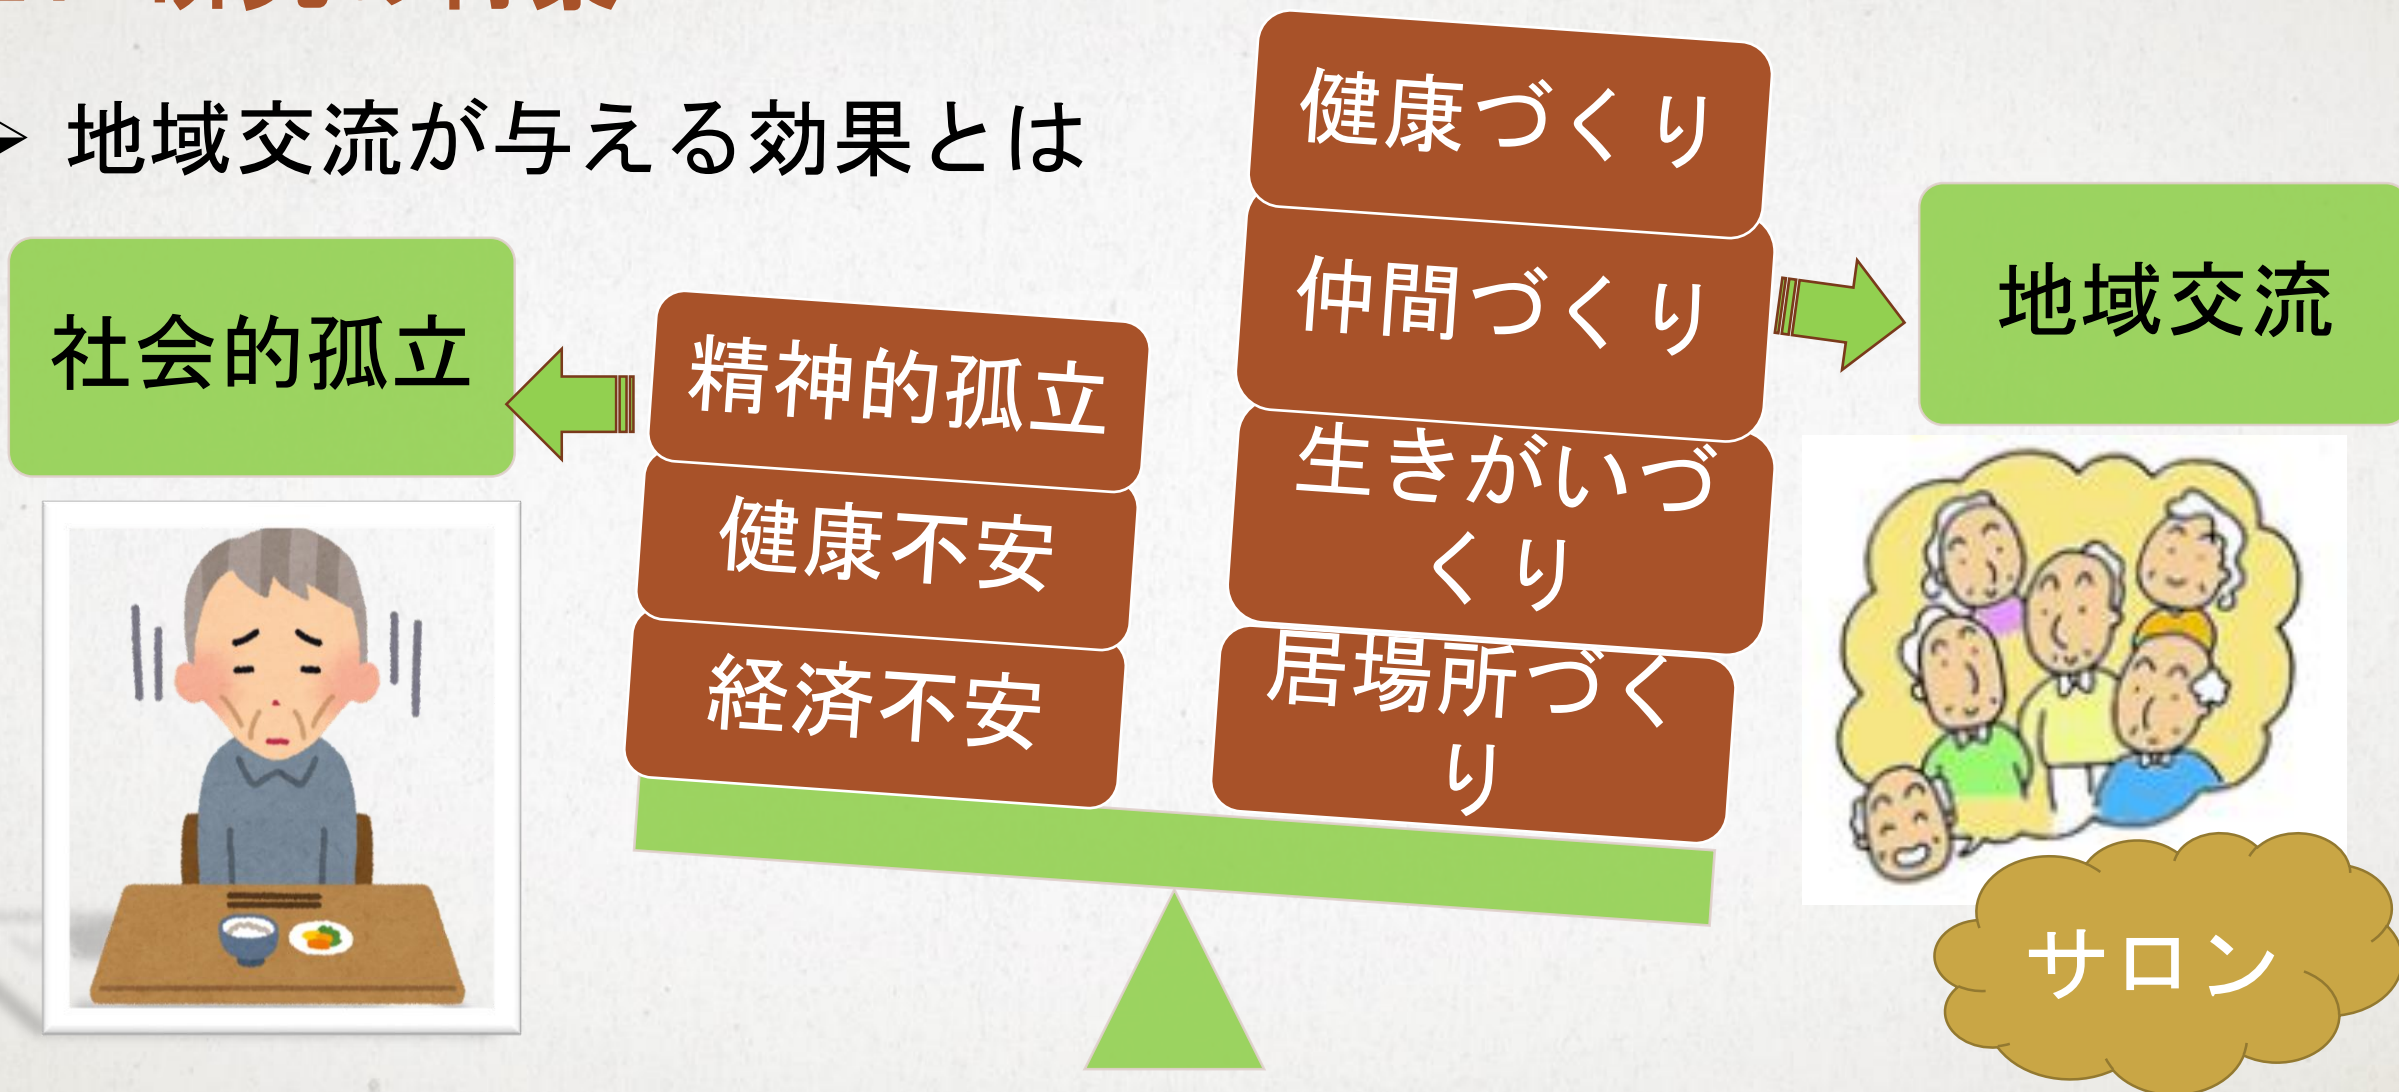 地域交流が与える効果とは
社会的孤立
精神的孤立
健康不安
経済不安
健康づくり
仲間づくり
生きがいづ
くり
居場所づく
り
地域交流
サロン